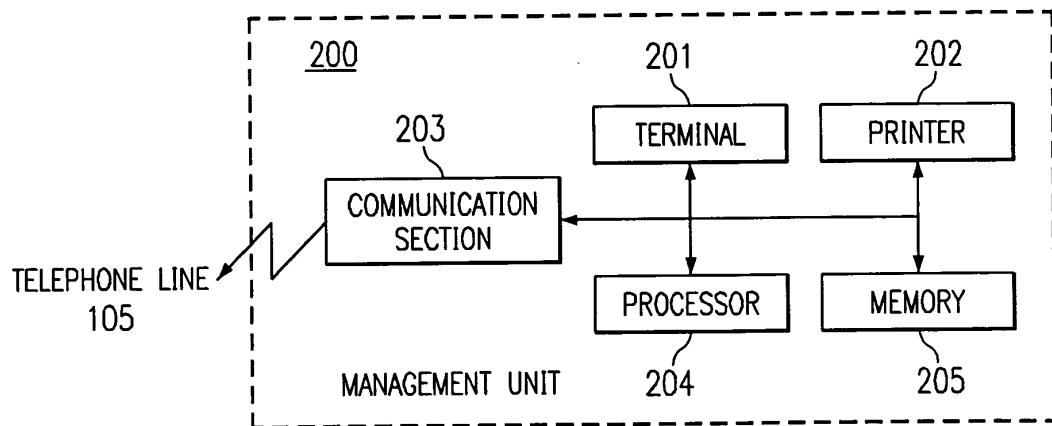 200
201
202
203
TERMINAL
PRINTER
COMMUNICATION
SECTION
TELEPHONE LINE
105
PROCESSOR
MEMORY
MANAGEMENT UNIT
204
205